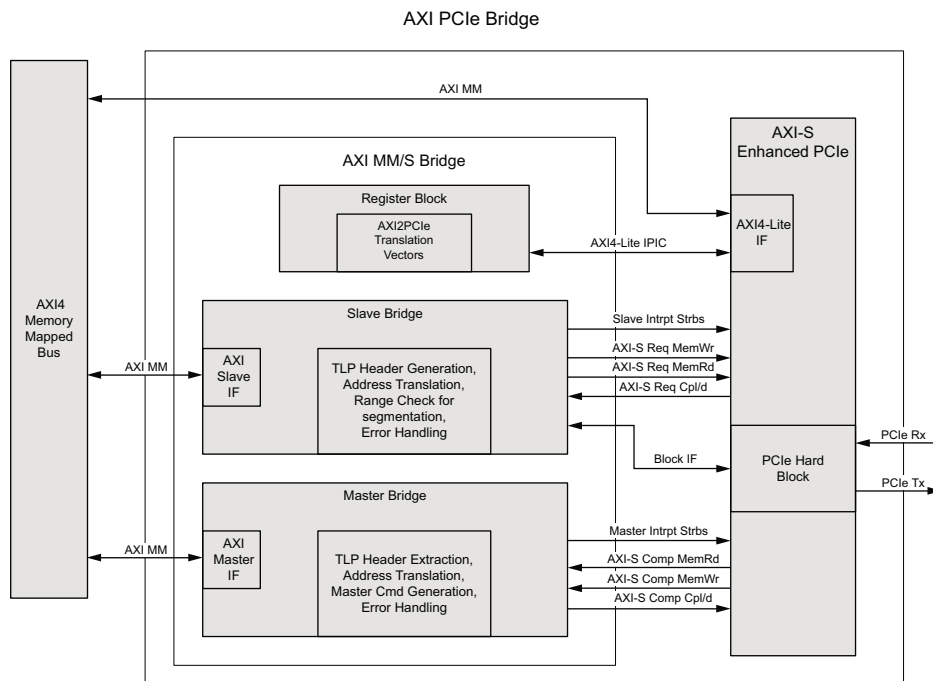 AXI PCIe Bridge
AXI MM
AXI4
Memory
Mapped
Bus
AXI MM/S Bridge
Register Block
AXI2PCIe
Translation
Vectors
AXI4-Lite IPIC
AXI-S
Enhanced PCIe
AXI4-Lite
IF
Slave Bridge
AXI MM
AXI
Slave
IF
TLP Header Generation,
Address Translation,
Range Check for
segmentation,
Error Handling
Slave Intrpt Strbs
AXI-S Req MemWr
AXI-S Req MemRd
AXI-S Req Cpl/d
Block IF
PCIe Hard
Block
PCIe Rx
PCIe Tx
Master Bridge
AXI MM
AXI
Master
IF
TLP Header Extraction,
Address Translation,
Master Cmd Generation,
Error Handling
Master Intrpt Strbs
AXI-S Comp MemRd
AXI-S Comp MemWr
AXI-S Comp Cpl/d